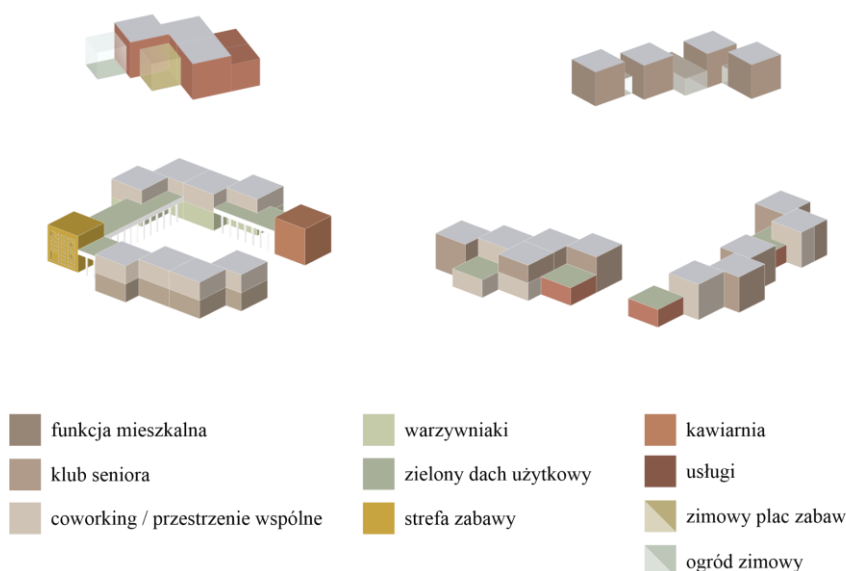 funkcja mieszkalna
klub seniora
coworking / przestrzenie wspólne
warzywniaki
zielony dach użytkowy
strefa zabawy
kawiarnia
usługi
zimowy plac zabaw
ogród zimowy